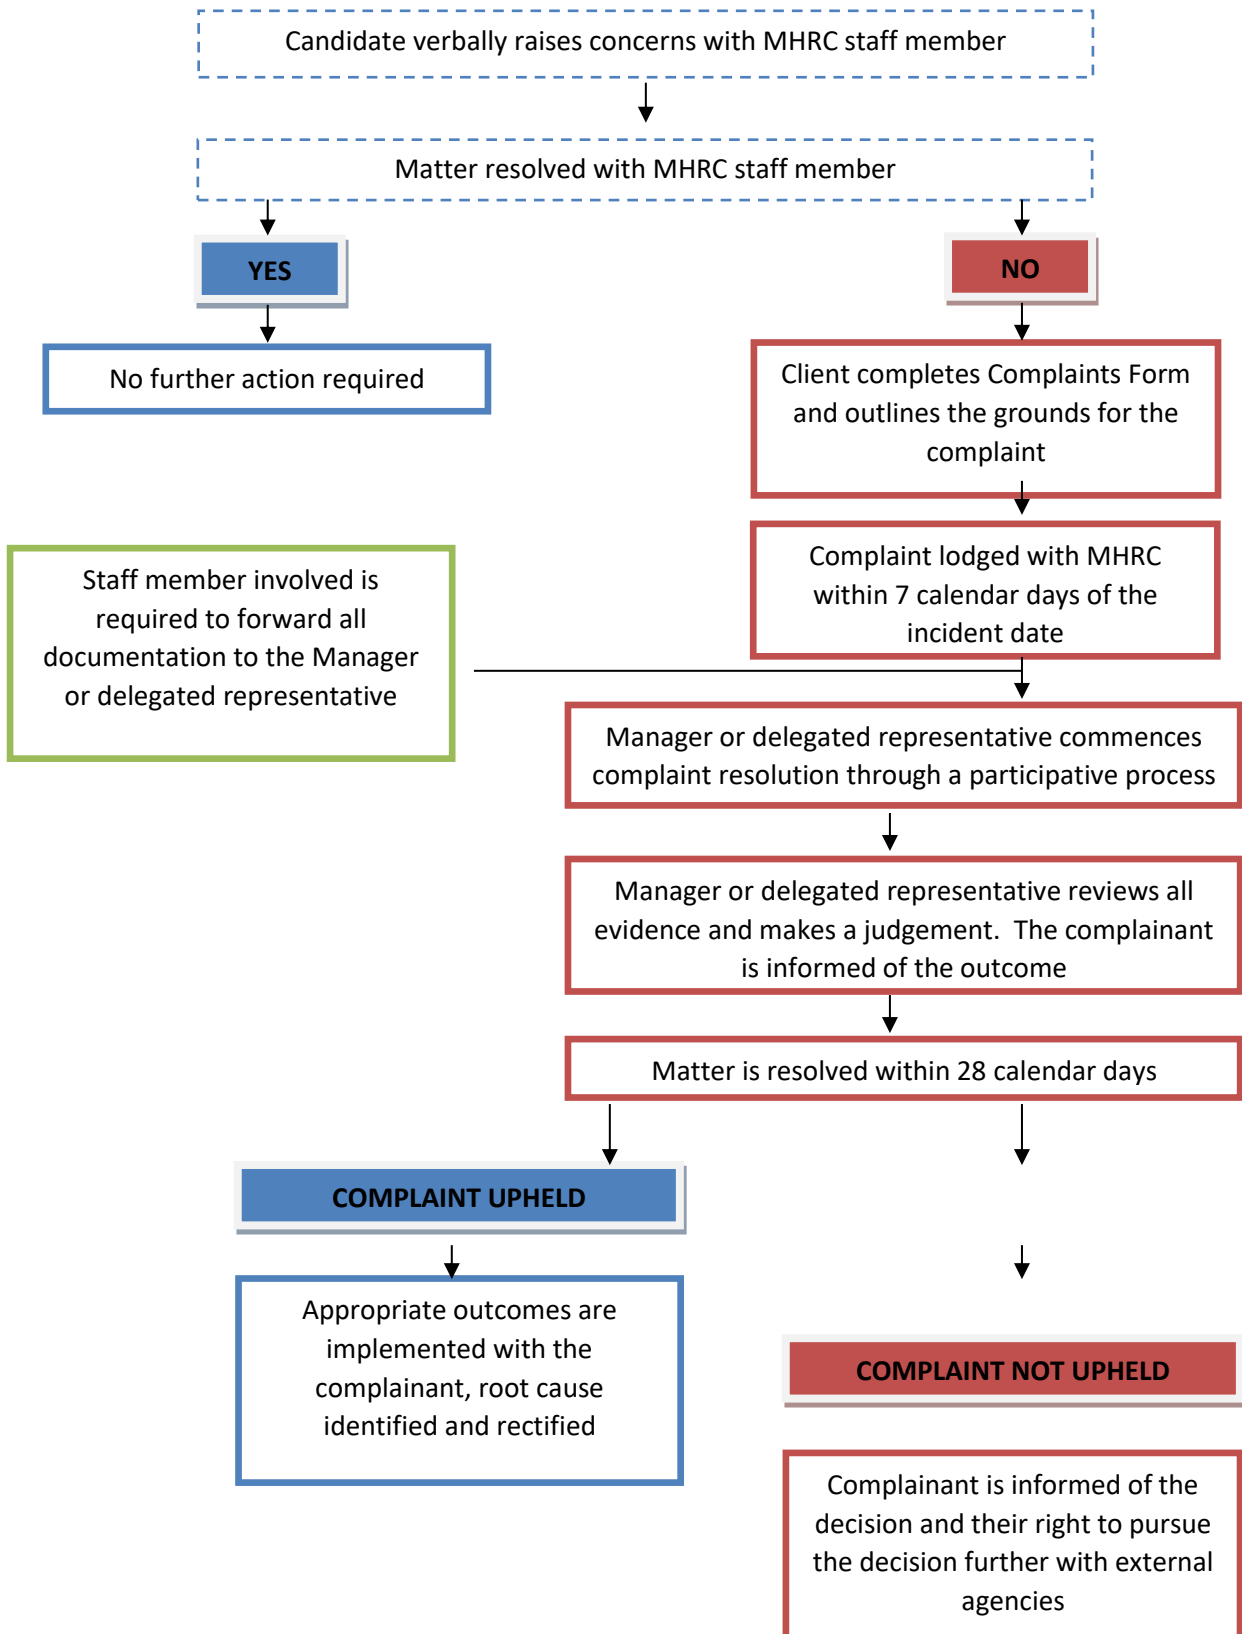 Candidate verbally raises concerns with MHRC staff member
Matter resolved with MHRC staff member
YES
NO
No further action required
Client completes Complaints Form
and outlines the grounds for the
complaint
Complaint lodged with MHRC
within 7 calendar days of the
incident date
Staff member involved is
required to forward all
documentation to the Manager
or delegated representative
Manager or delegated representative commences
complaint resolution through a participative process
Manager or delegated representative reviews all
evidence and makes a judgement.  The complainant
is informed of the outcome
Matter is resolved within 28 calendar days
COMPLAINT UPHELD
Appropriate outcomes are
implemented with the
complainant, root cause
identified and rectified
COMPLAINT NOT UPHELD
Complainant is informed of the
decision and their right to pursue
the decision further with external
agencies